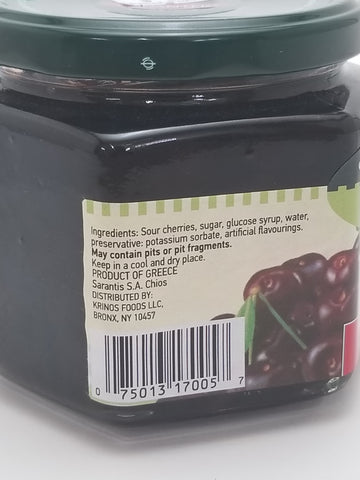 Ingredients: Sour cherries, sugar, glucose syrup, water,
preservative: potassium sorbate, artificial flavourings.
May contain pits or pit fragments.
Keep in a cool and dry place.
PRODUCT OF GREECE
Sarantis S.A. Chios
DISTRIBUTED BY:
KRINOS FOODS LLC,
BRONX, NY 10457
0 75013 17005 7